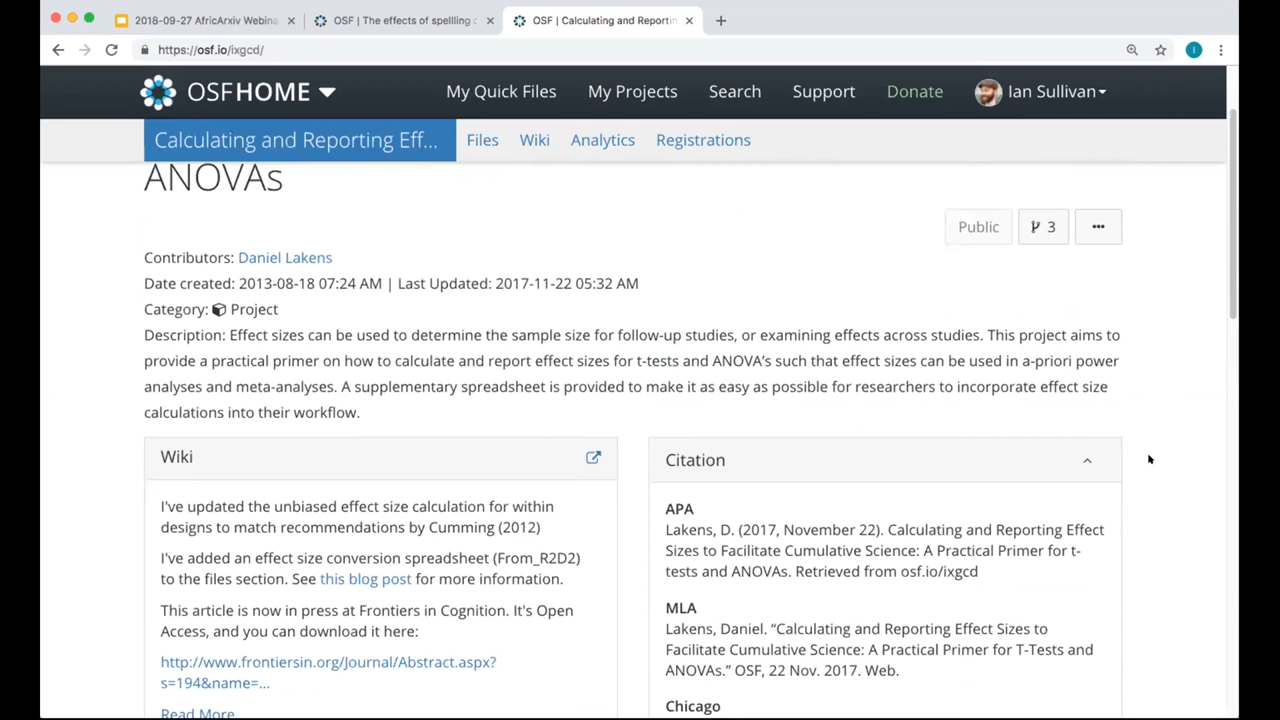 2018-09-27 AfricArxiv Webina
OSF | The effects of spellling c
OSF | Calculating and Reportin
https://osf.io/ixgcd/
I
OSFHOME
My Quick Files
My Projects
Search
Support
Donate
Ian Sullivan
Calculating and Reporting Eff...
Files
Wiki
Analytics
Registrations
ANOVAs
Public
3
Contributors: Daniel Lakens
Date created: 2013-08-18 07:24 AM | Last Updated: 2017-11-22 05:32 AM
Category: Project
Description: Effect sizes can be used to determine the sample size for follow-up studies, or examining effects across studies. This project aims to
provide a practical primer on how to calculate and report effect sizes for t-tests and ANOVA's such that effect sizes can be used in a-priori power
analyses and meta-analyses. A supplementary spreadsheet is provided to make it as easy as possible for researchers to incorporate effect size
calculations into their workflow.
Wiki
I've updated the unbiased effect size calculation for within
designs to match recommendations by Cumming (2012)
I've added an effect size conversion spreadsheet (From_R2D2)
to the files section. See this blog post for more information.
This article is now in press at Frontiers in Cognition. It's Open
Access, and you can download it here:
http://www.frontiersin.org/Journal/Abstract.aspx?
s=194&name=...
Read More
Citation
APA
Lakens, D. (2017, November 22). Calculating and Reporting Effect
Sizes to Facilitate Cumulative Science: A Practical Primer for t-
tests and ANOVAs. Retrieved from osf.io/ixgcd
MLA
Lakens, Daniel. “Calculating and Reporting Effect Sizes to
Facilitate Cumulative Science: A Practical Primer for T-Tests and
ANOVAs.” OSF, 22 Nov. 2017. Web.
Chicago